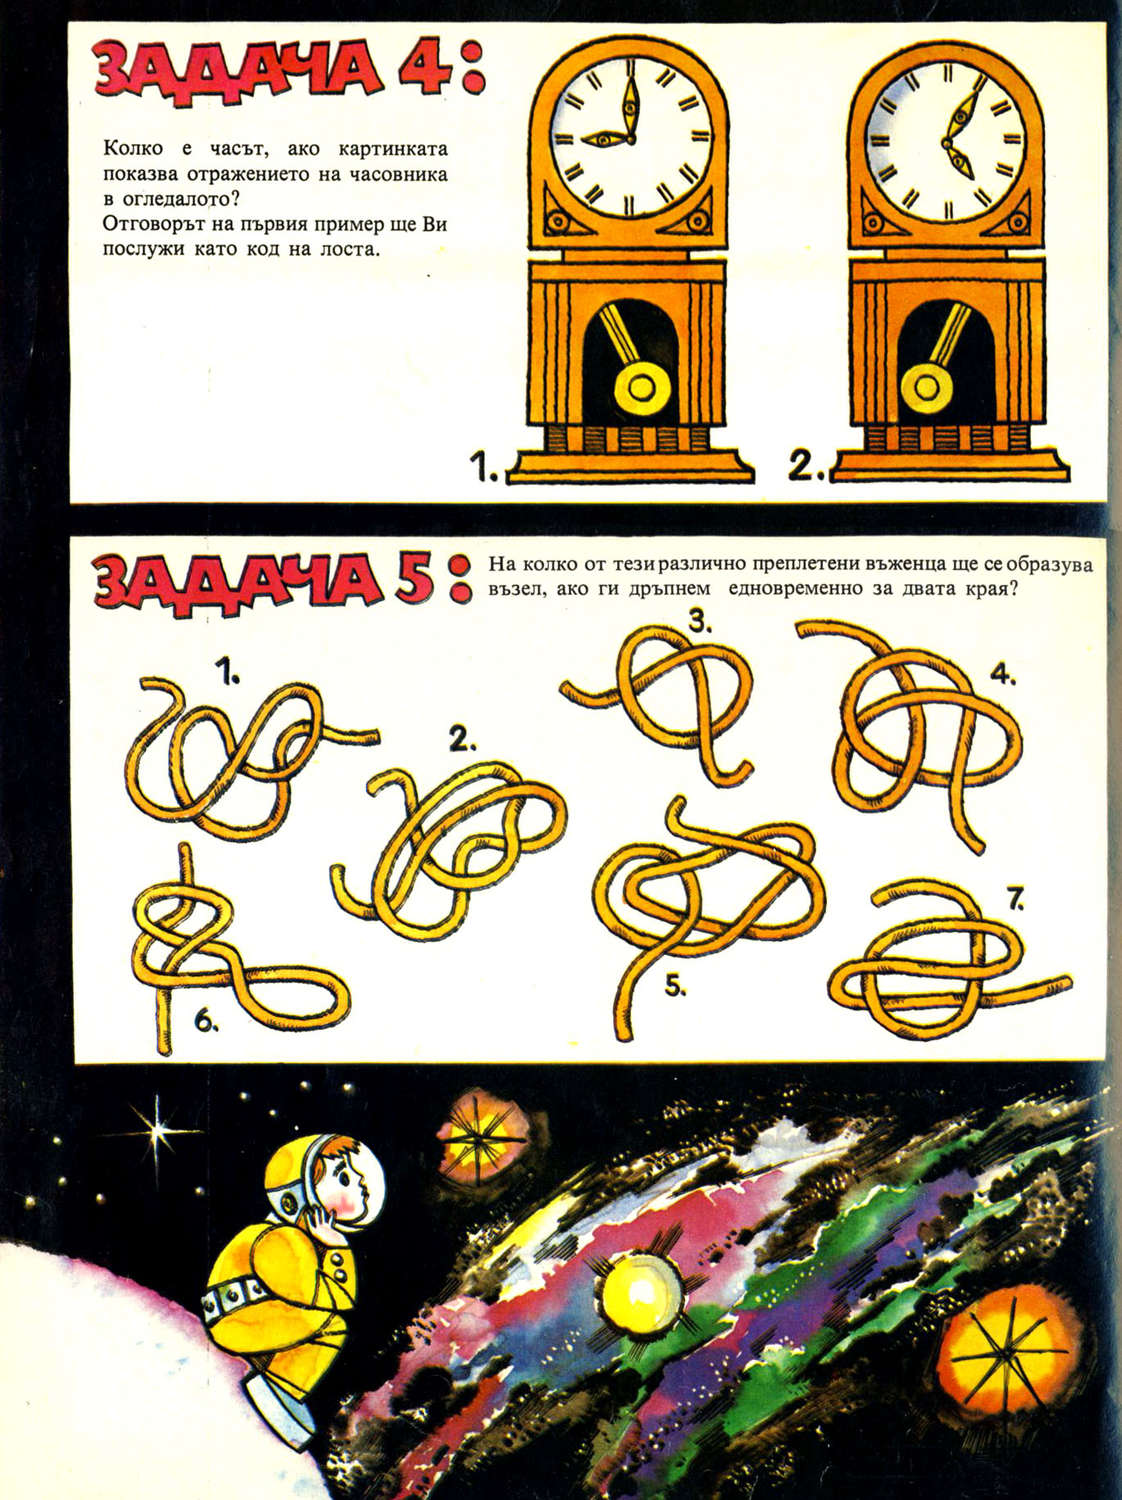 ЗАДАЧА 4:
Колко е часът, ако картинката
показва отражението на часовника
в огледалото?
Отговорът на първия пример ще Ви
послужи като код на лоста.
1.
2.
ЗАДАЧА 5:
На колко от тези различно преплетени въженца ще се образува
възел, ако ги дръпнем едновременно за двата края?
1.
2.
3.
4.
5.
6.
7.